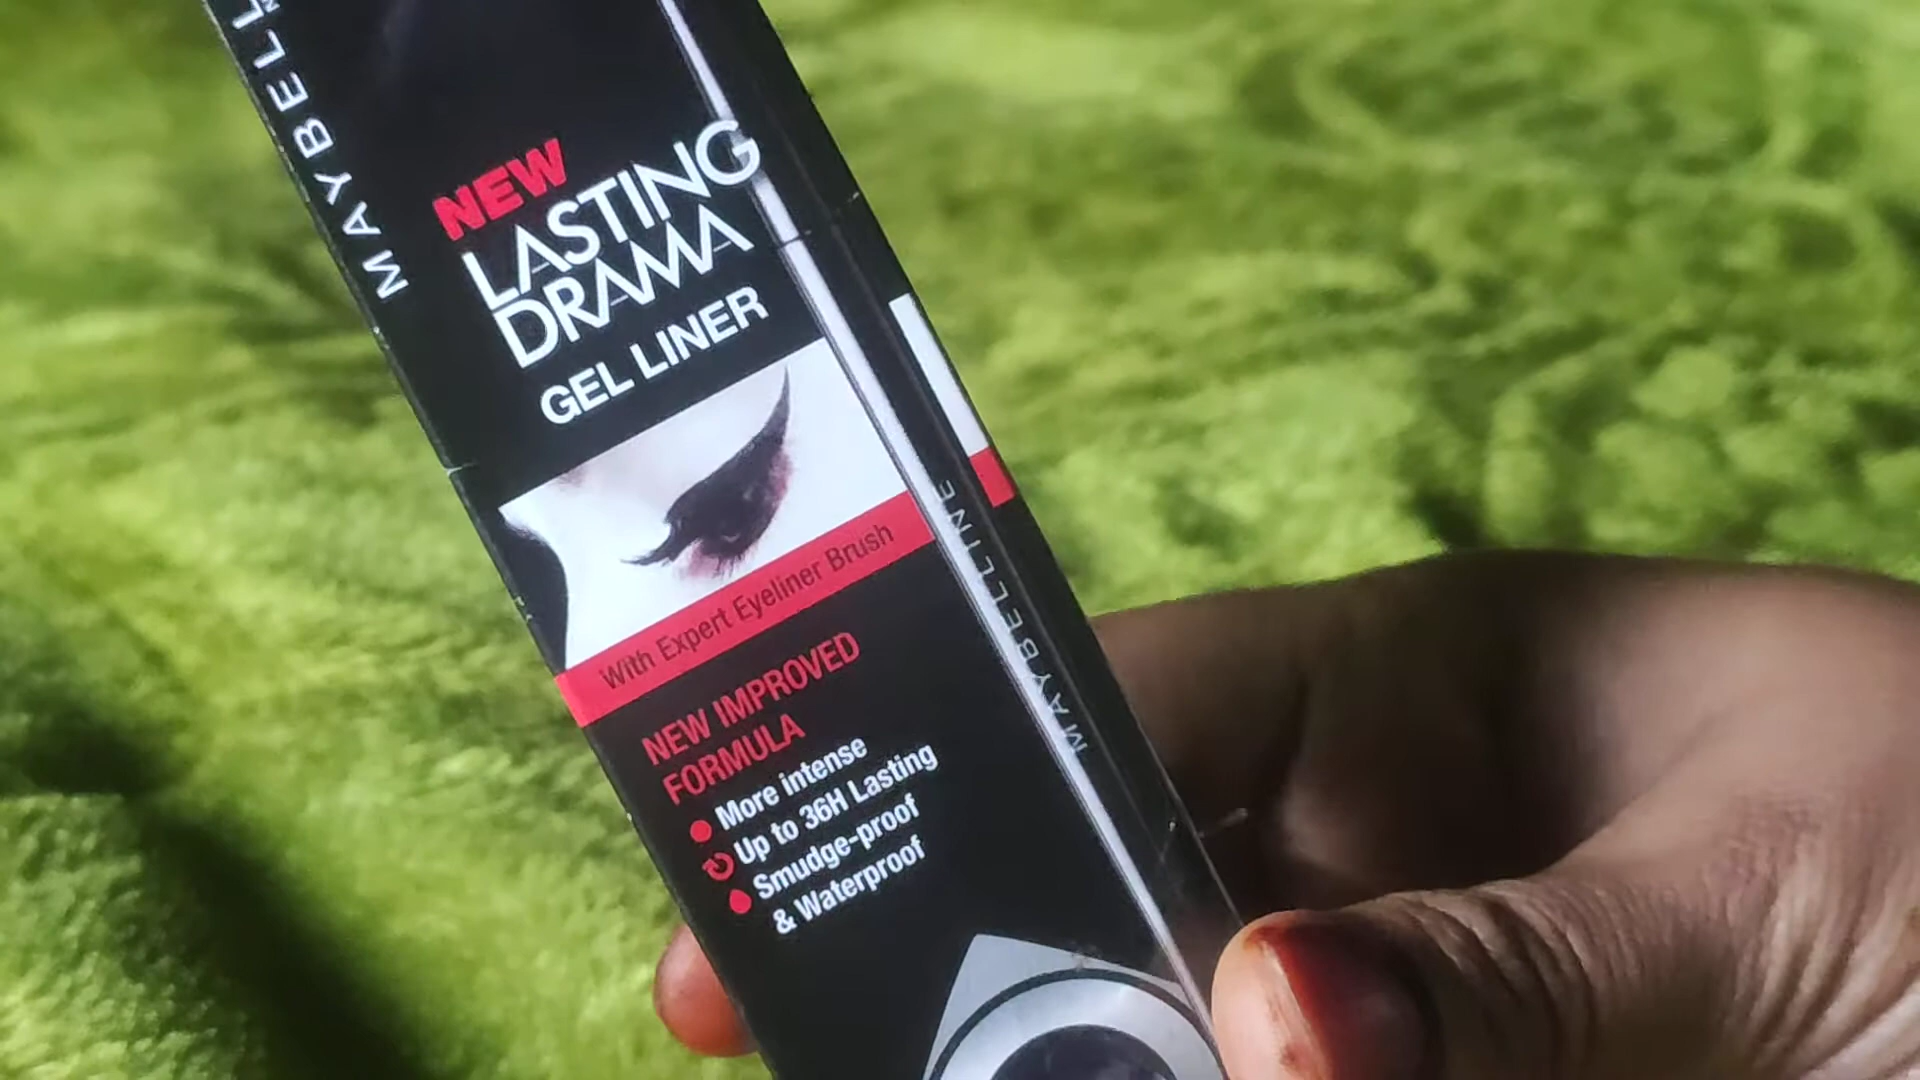 MAYBELL
NEW
LASTING
DRAMA
GEL LINER
With Expert Eyeliner Brush
NEW IMPROVED
FORMULA
More intense
Up to 36H Lasting
Smudge-proof
& Waterproof
MAYBELLINE